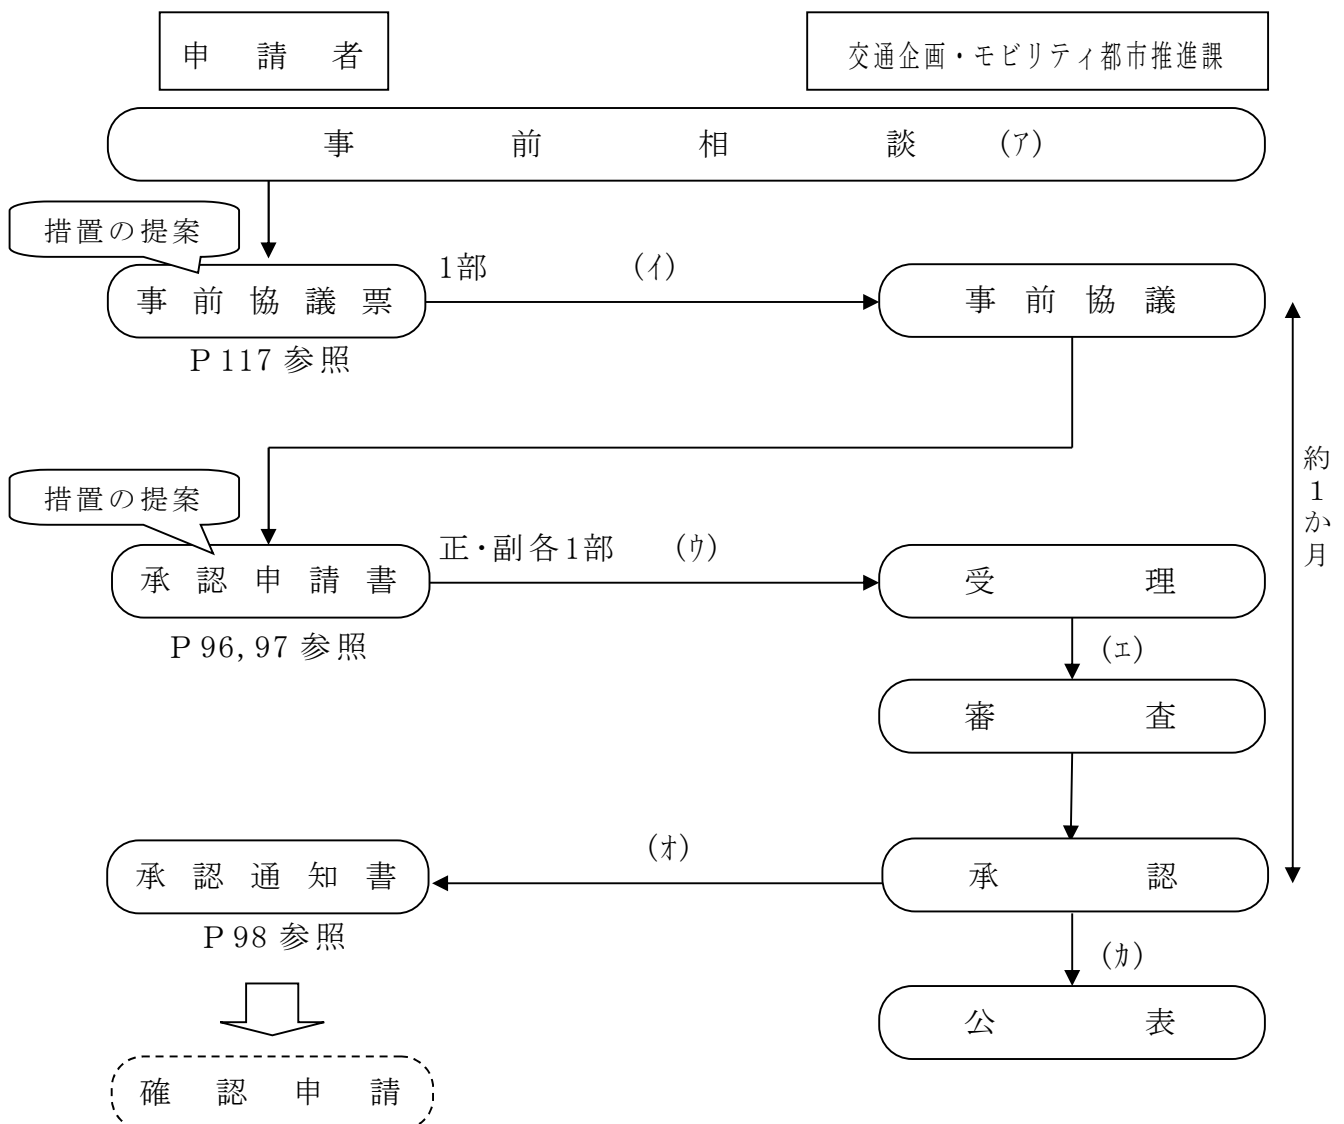 申請者
交通企画・モビリティ都市推進課
事前相談 (ア)
措置の提案
事前協議票
1部 (イ)
事前協議
P117参照
約1か月
措置の提案
承認申請書
正・副各1部 (ウ)
受理
P96,97参照
(エ)
審査
承認通知書
(オ)
承認
P98参照
(カ)
公表
確認申請